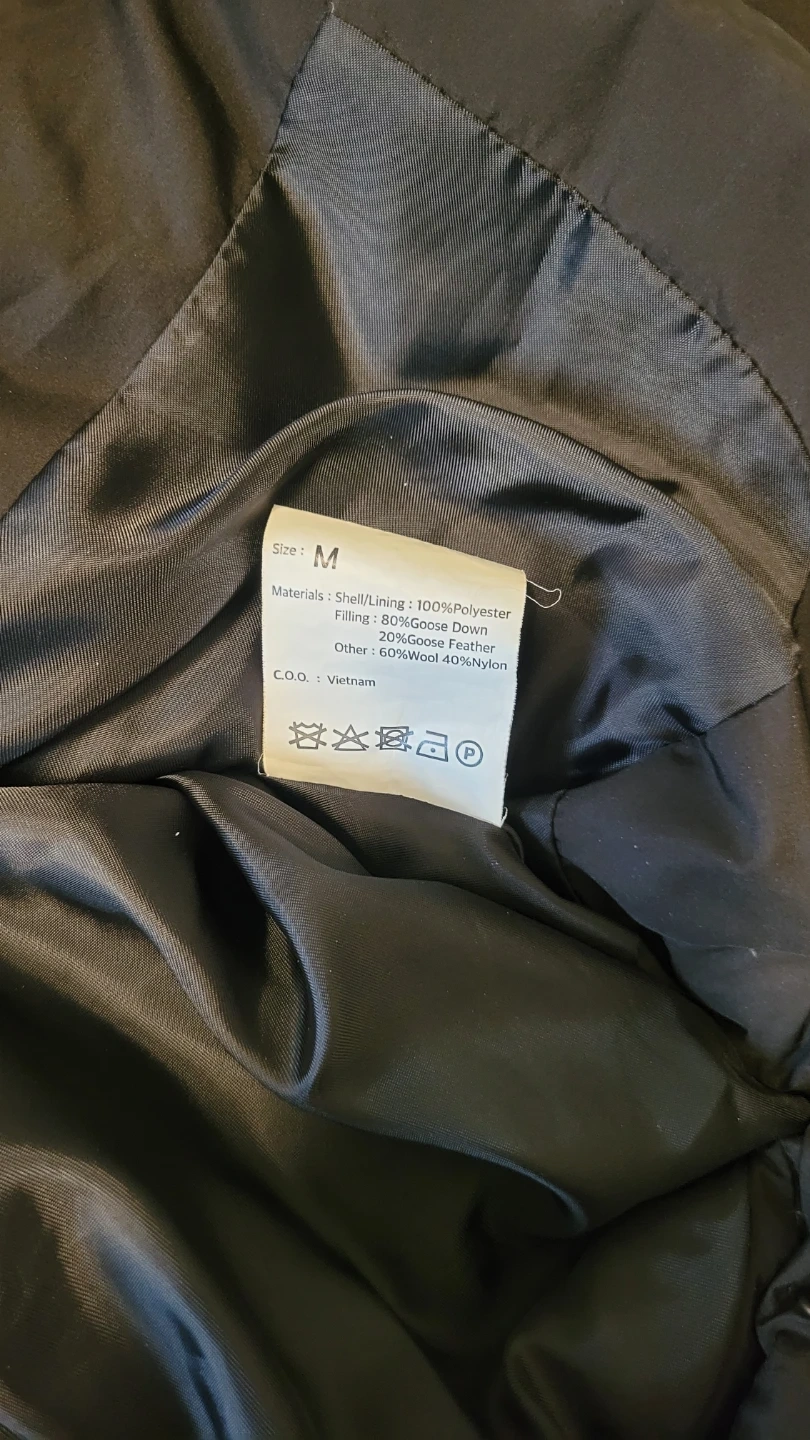 Size : M
Materials : Shell/Lining : 100%Polyester
Filling : 80%Goose Down
20%Goose Feather
Other : 60%Wool 40%Nylon
C.O.O. : Vietnam
P